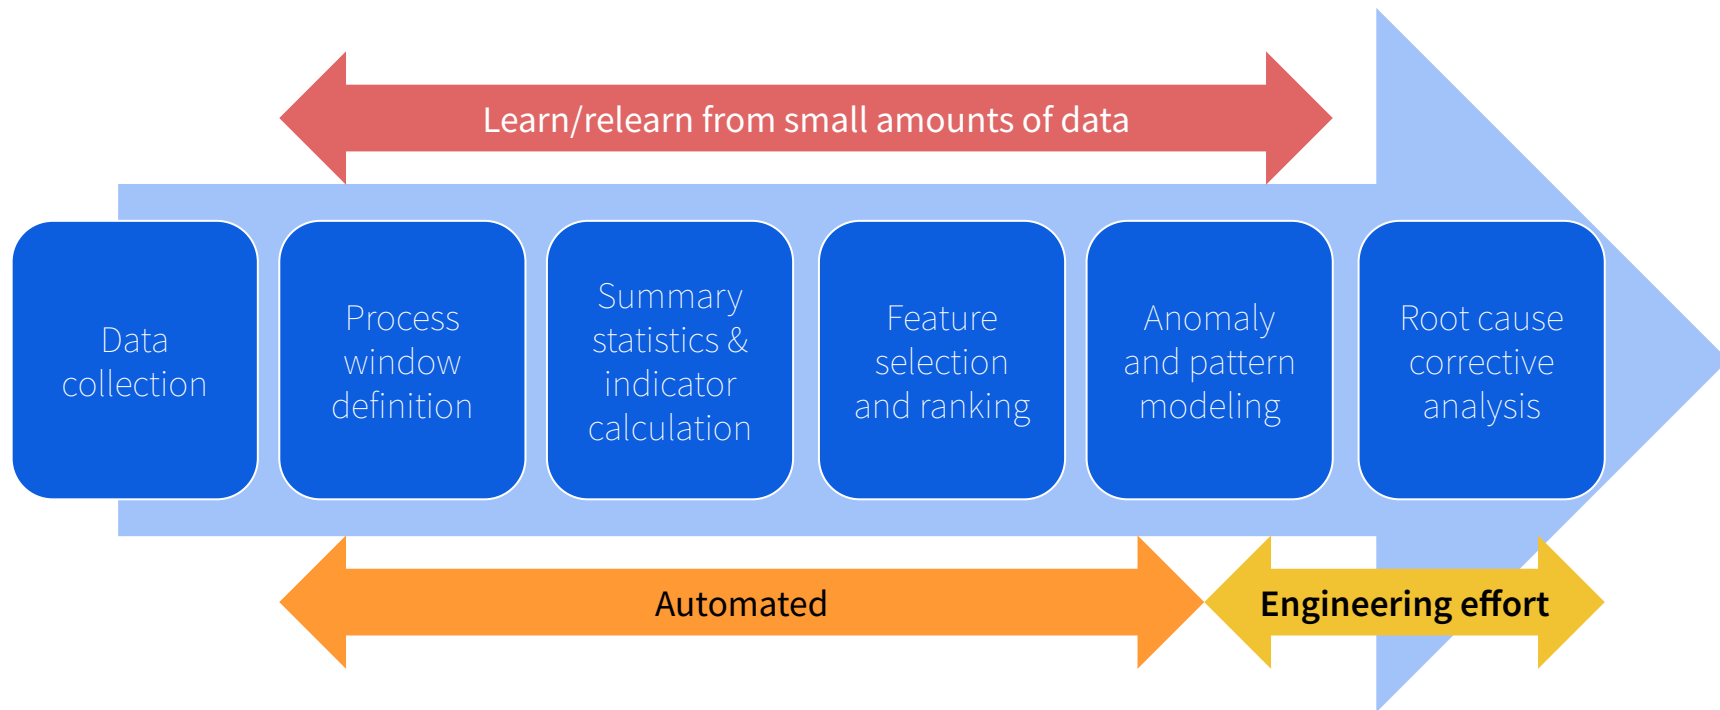 Learn/relearn from small amounts of data
Data
collection
Process
window
definition
Summary
statistics &
indicator
calculation
Feature
selection
and ranking
Anomaly
and pattern
modeling
Root cause
corrective
analysis
Automated
Engineering effort